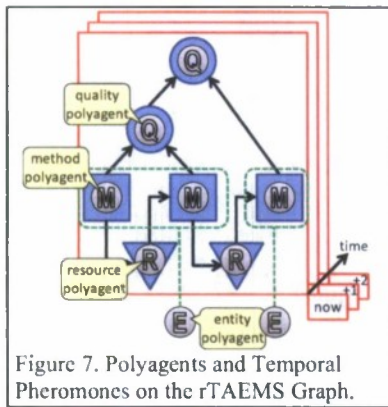 Q
quality
polyagent
Q
method
polyagent
M
M
M
R
R
resource
polyagent
time
+2
+1
now
E
entity
polyagent
E
Figure 7. Polyagents and Temporal
Pheromones on the rTAEMS Graph.